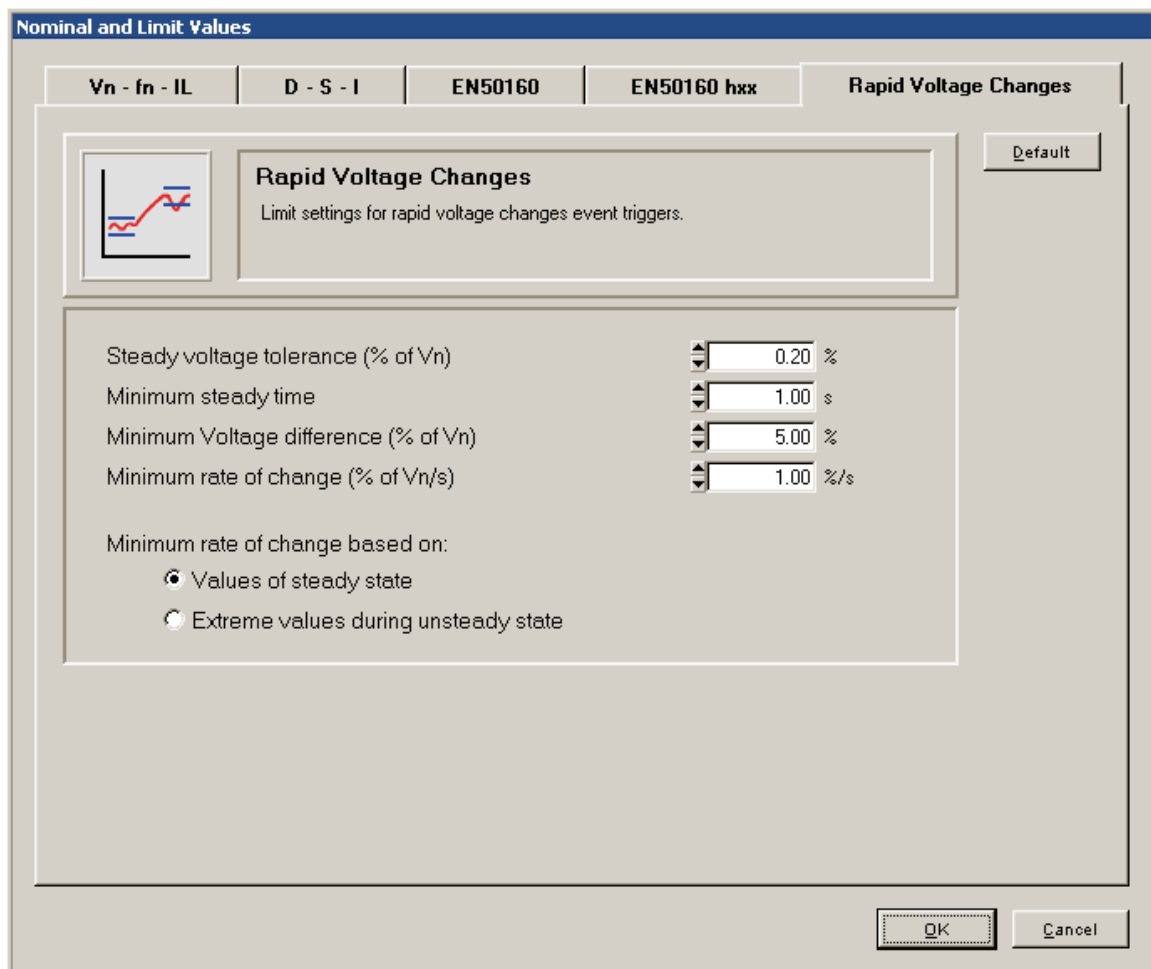 Nominal and Limit Values
Vn - fn - IL
D - S - I
EN50160
EN50160 hxx
Rapid Voltage Changes
Default
Rapid Voltage Changes
Limit settings for rapid voltage changes event triggers.
Steady voltage tolerance (% of Vn) 0.20 %
Minimum steady time 1.00 s
Minimum Voltage difference (% of Vn) 5.00 %
Minimum rate of change (% of Vn/s) 1.00 %/s
Minimum rate of change based on:
Values of steady state
Extreme values during unsteady state
OK
Cancel